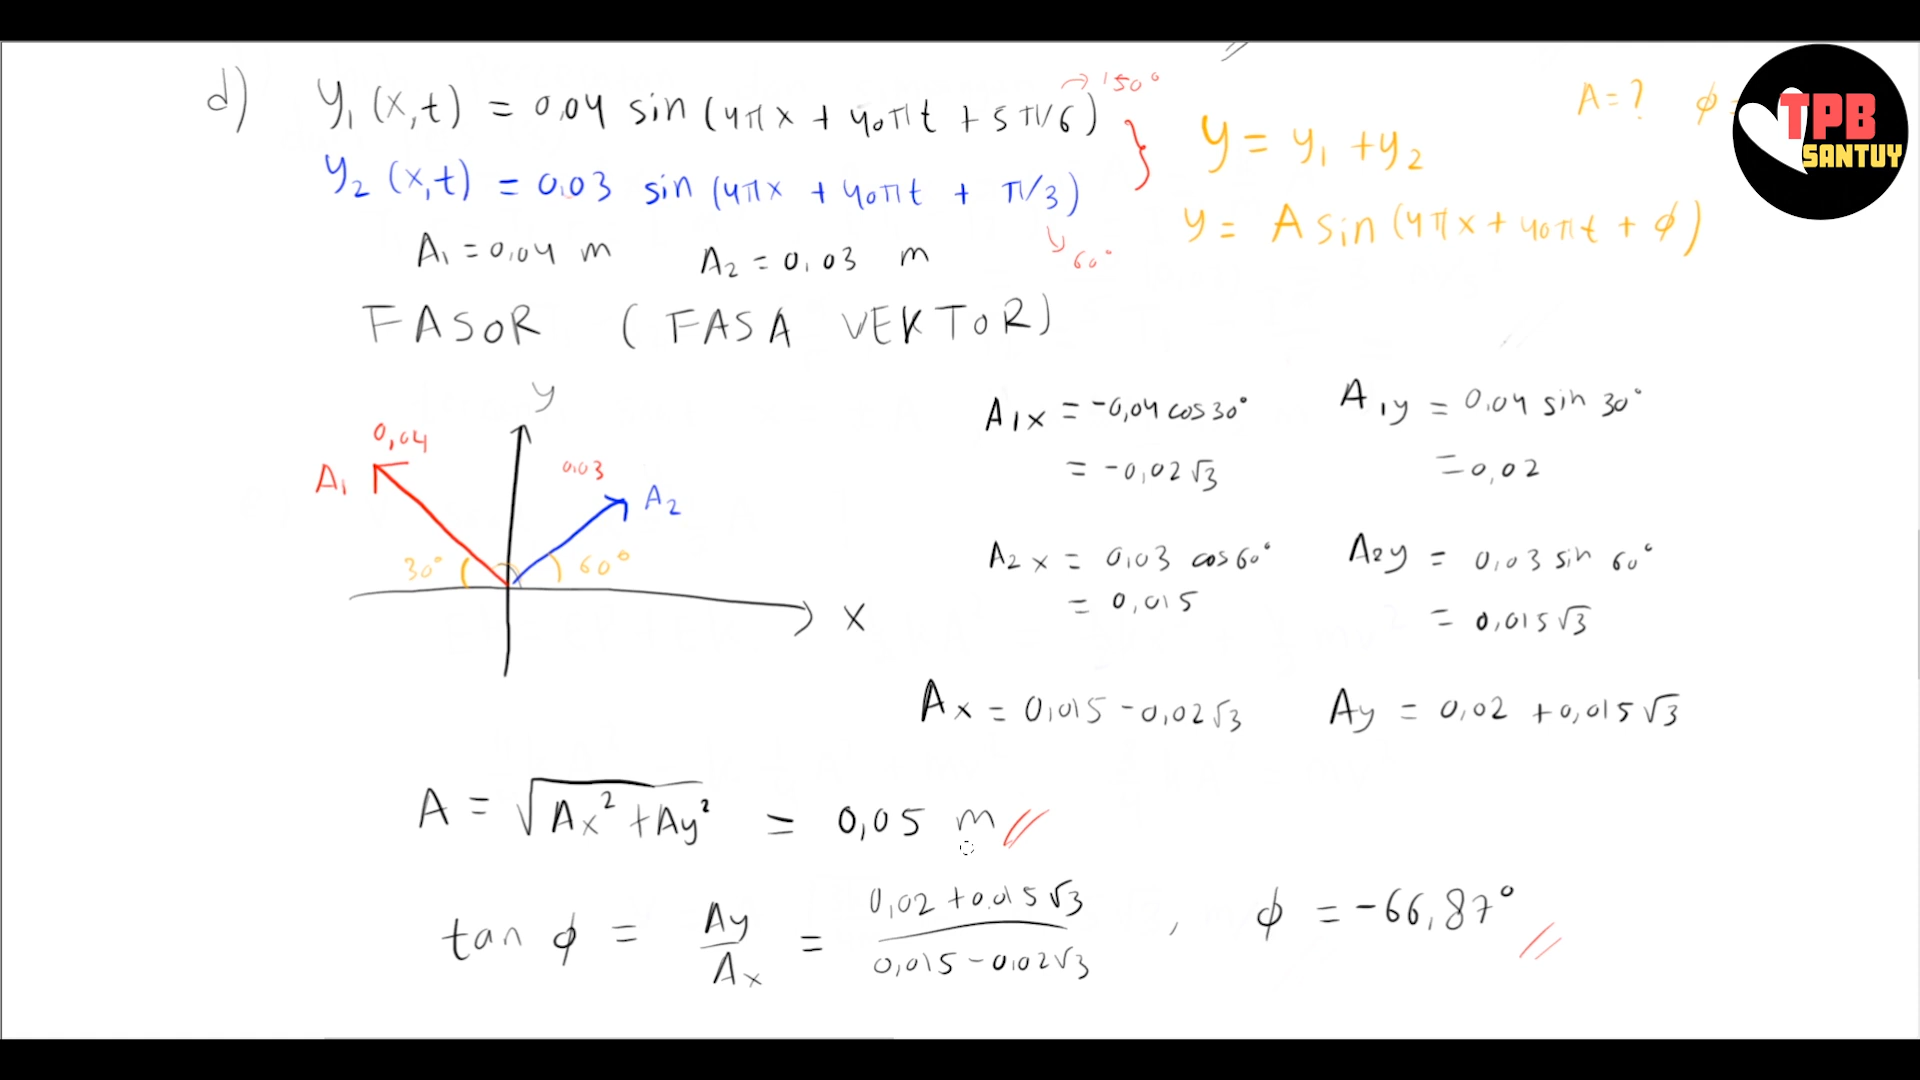 d) y₁ (x,t) = 0,04 sin (4πx + 40πt + 5π/6) → 150°
y₂ (x,t) = 0.03 sin (4πx + 40πt + π/3)
↳ 60°
} y = y₁ + y₂
y = A sin (4πx + 40πt + ϕ)
A = ? ϕ =
TPB
SANTUY
A₁ = 0,04 m A₂ = 0,03 m
FASOR (FASA VEKTOR)
y
0,04
A₁
0.03
A₂
30°
60°
x
A₁x = -0,04 cos 30° A₁y = 0.04 sin 30°
= -0,02√3 = 0,02
A₂x = 0,03 cos 60° A₂y = 0,03 sin 60°
= 0,015 = 0,015√3
Ax = 0,015 - 0,02√3 Ay = 0,02 + 0,015√3
A = √(Ax² + Ay²) = 0,05 m //
tan ϕ = Ay/Ax = (0,02 + 0.015√3)/(0,015 - 0.02√3) , ϕ = -66,87° //